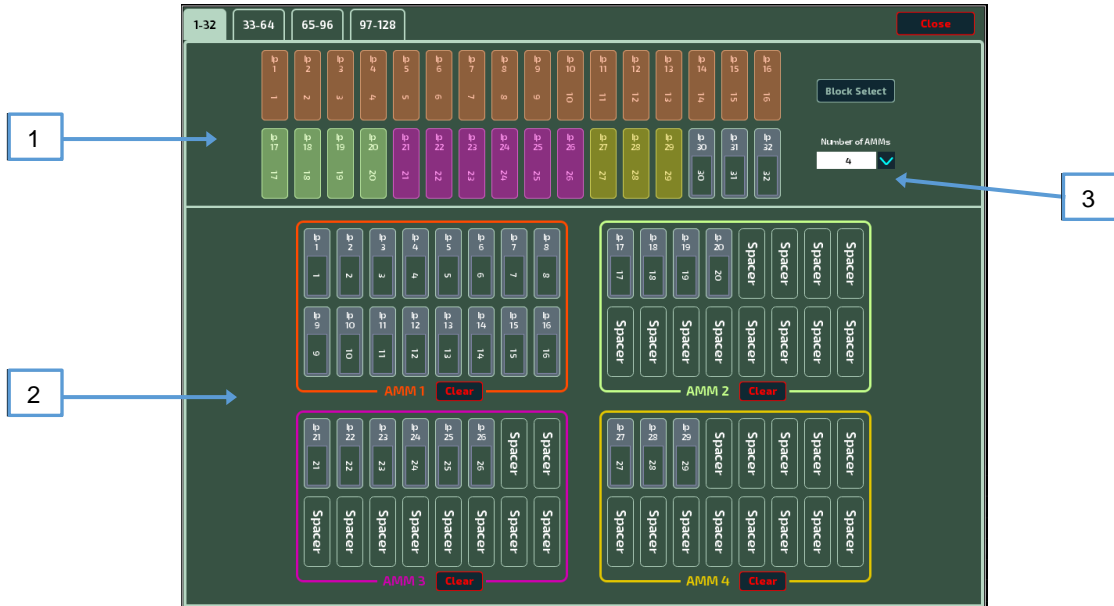 1-32 33-64 65-96 97-128 Close
Ip 1 Ip 2 Ip 3 Ip 4 Ip 5 Ip 6 Ip 7 Ip 8 Ip 9 Ip 10 Ip 11 Ip 12 Ip 13 Ip 14 Ip 15 Ip 16
1 2 3 4 5 6 7 8 9 10 11 12 13 14 15 16
Block Select
1
Ip 17 Ip 18 Ip 19 Ip 20 Ip 21 Ip 22 Ip 23 Ip 24 Ip 25 Ip 26 Ip 27 Ip 28 Ip 29 Ip 30 Ip 31 Ip 32
17 18 19 20 21 22 23 24 25 26 27 28 29 30 31 32
Number of AMMs
4
3
Ip 1 Ip 2 Ip 3 Ip 4 Ip 5 Ip 6 Ip 7 Ip 8
1 2 3 4 5 6 7 8
Ip 9 Ip 10 Ip 11 Ip 12 Ip 13 Ip 14 Ip 15 Ip 16
9 10 11 12 13 14 15 16
AMM 1 Clear
Ip 17 Ip 18 Ip 19 Ip 20
17 18 19 20 Spacer Spacer Spacer Spacer
Spacer Spacer Spacer Spacer Spacer Spacer Spacer Spacer
AMM 2 Clear
2
Ip 21 Ip 22 Ip 23 Ip 24 Ip 25 Ip 26
21 22 23 24 25 26 Spacer Spacer
Spacer Spacer Spacer Spacer Spacer Spacer Spacer Spacer
AMM 3 Clear
Ip 27 Ip 28 Ip 29
27 28 29 Spacer Spacer Spacer Spacer Spacer
Spacer Spacer Spacer Spacer Spacer Spacer Spacer Spacer
AMM 4 Clear